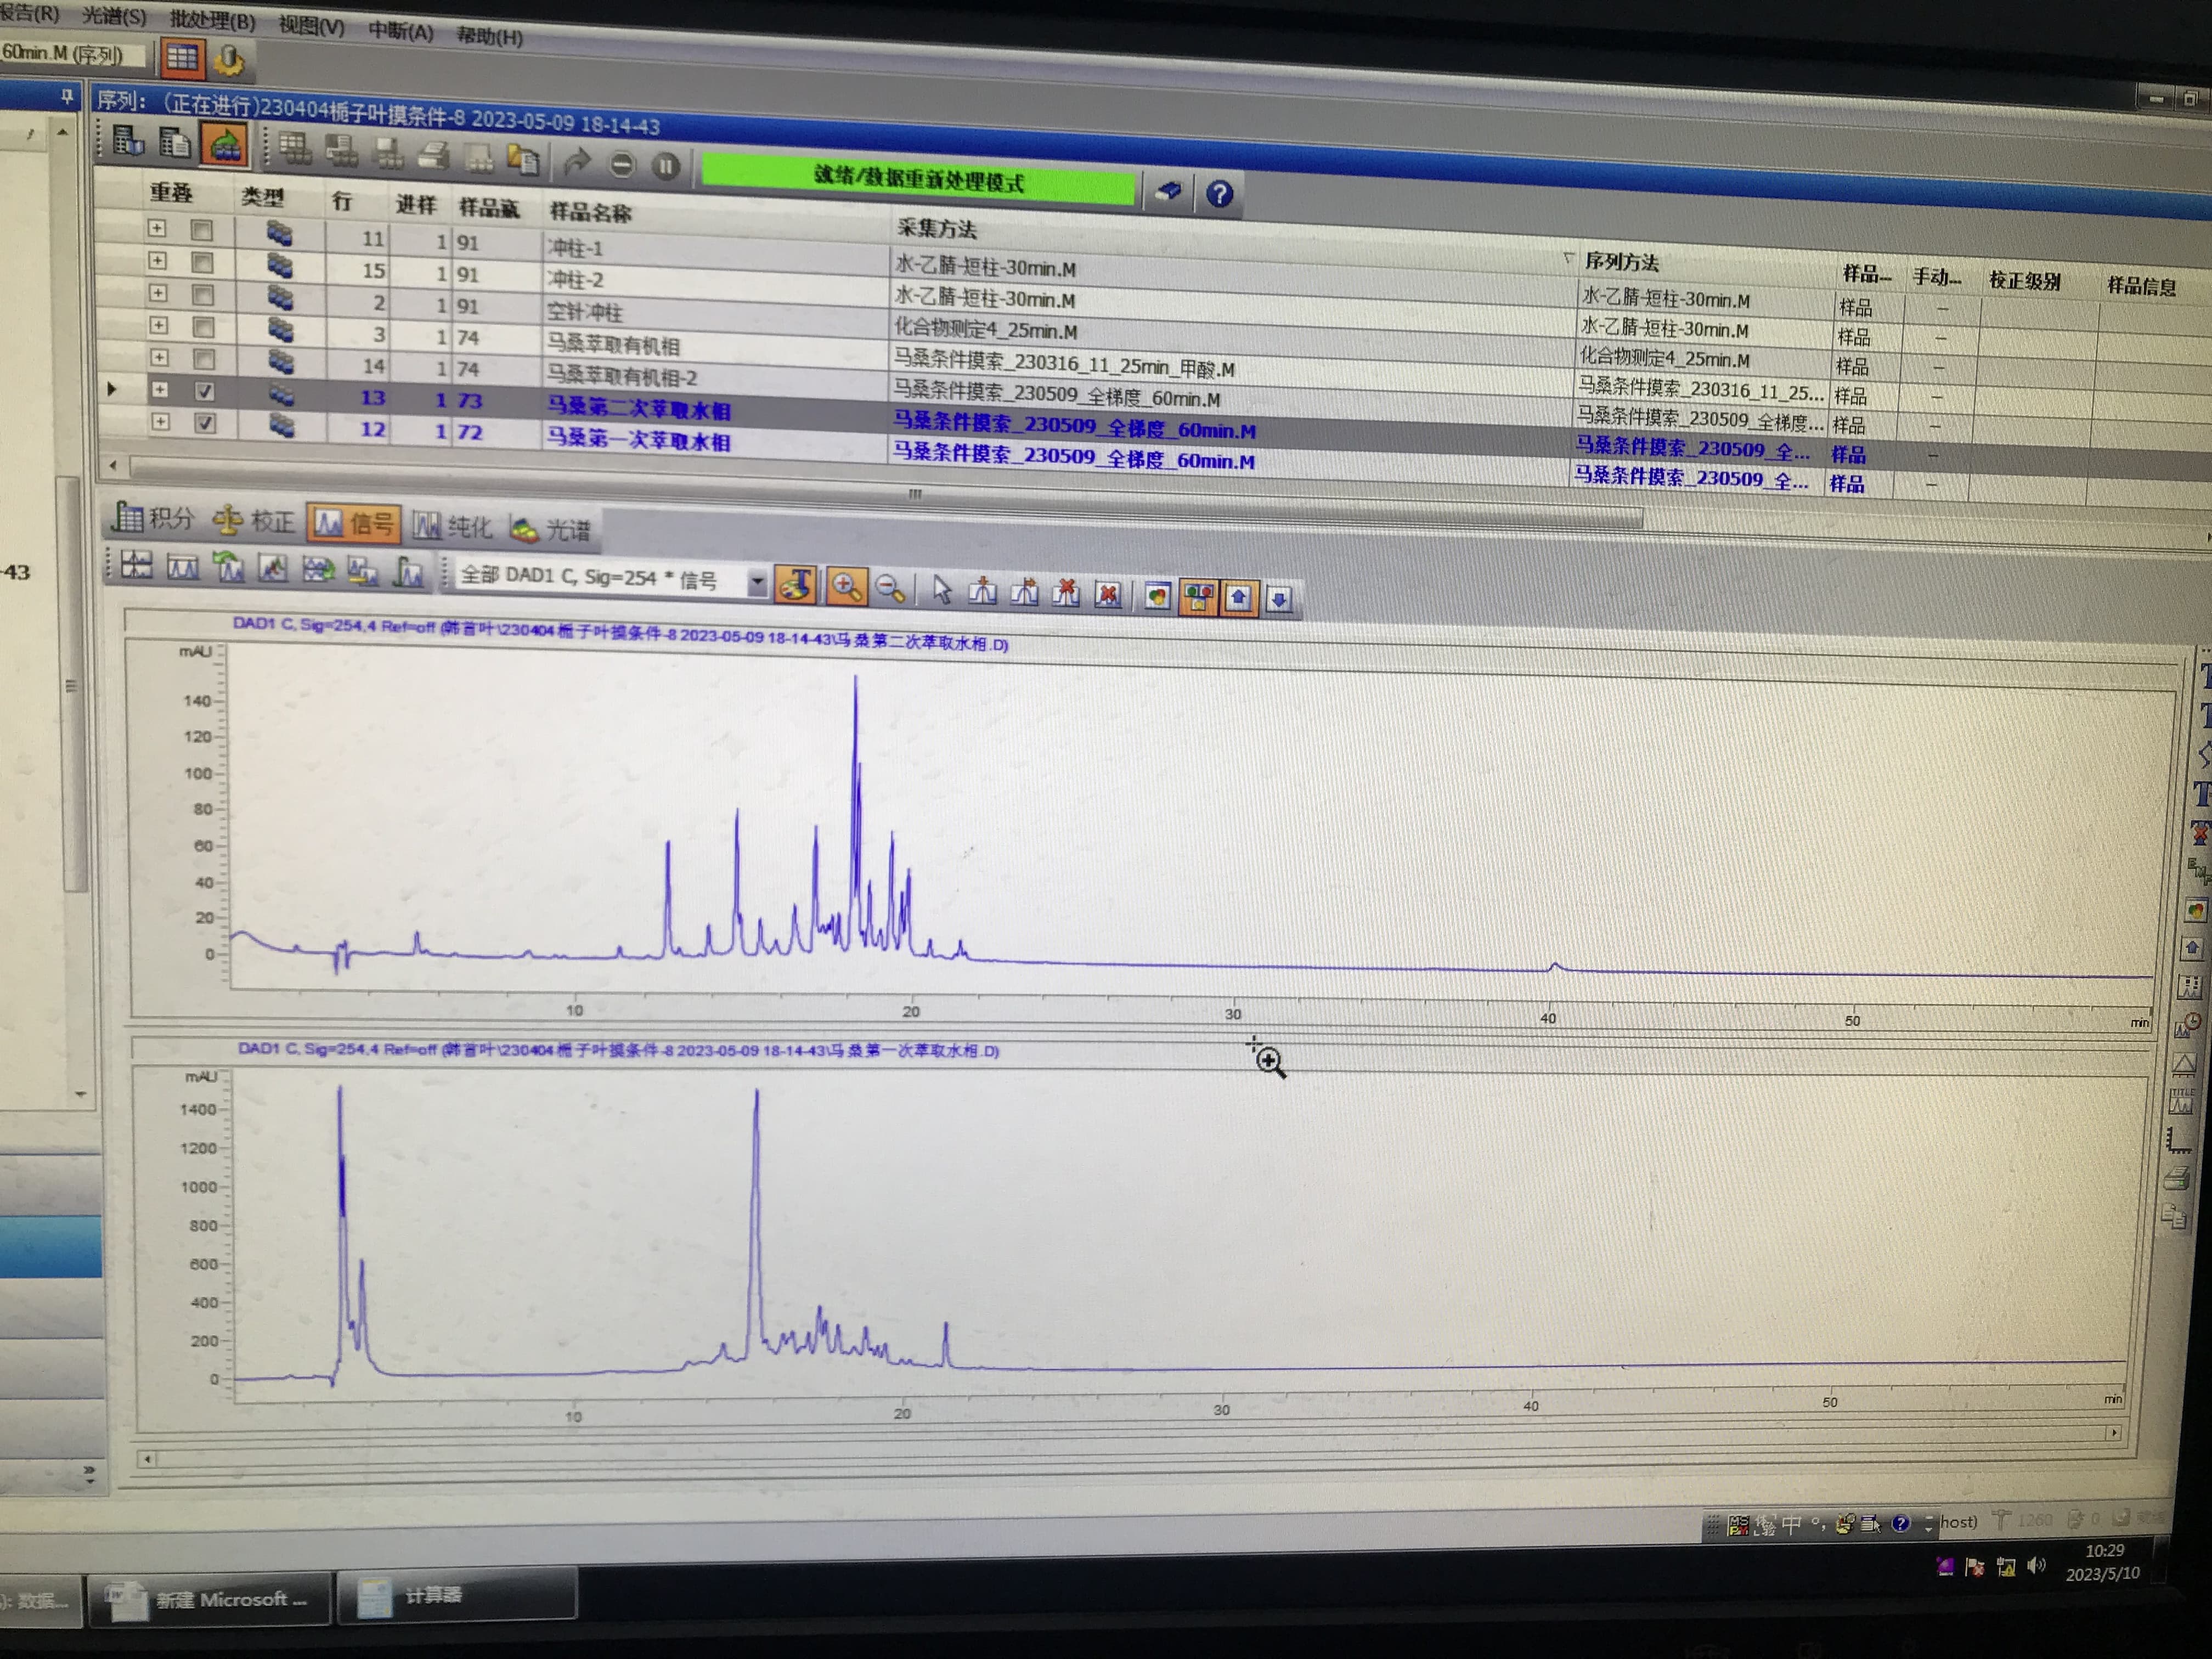 报告(R) 光谱(S) 批处理(B) 视图(V) 中断(A) 帮助(H)
60min.M (序列)
序列: (正在进行)230404栀子叶摸条件-8 2023-05-09 18-14-43
就绪/数据重新处理模式
重叠 类型 行 进样 样品瓶 样品名称 采集方法 序列方法 样品... 手动... 校正级别 样品信息
11 1 91 冲柱-1 水-乙腈-短柱-30min.M 水-乙腈-短柱-30min.M 样品 –
15 1 91 冲柱-2 水-乙腈-短柱-30min.M 水-乙腈-短柱-30min.M 样品 –
2 1 91 空针冲柱 化合物测定4_25min.M 化合物测定4_25min.M 样品 –
3 1 74 马桑萃取有机相 马桑条件摸索_230316_11_25min_甲酸.M 马桑条件摸索_230316_11_25... 样品 –
14 1 74 马桑萃取有机相-2 马桑条件摸索_230509_全梯度_60min.M 马桑条件摸索_230509_全梯度... 样品 –
13 1 73 马桑第二次萃取水相 马桑条件摸索_230509_全梯度_60min.M 马桑条件摸索_230509_全... 样品 –
12 1 72 马桑第一次萃取水相 马桑条件摸索_230509_全梯度_60min.M 马桑条件摸索_230509_全... 样品 –
积分 校正 信号 纯化 光谱
-43
全部 DAD1 C, Sig=254 * 信号
DAD1 C, Sig=254,4 Ref=off (韩首叶\230404栀子叶摸条件-8 2023-05-09 18-14-43\马桑第二次萃取水相.D)
mAU
140
120
100
80
60
40
20
0
10 20 30 40 50 min
DAD1 C, Sig=254,4 Ref=off (韩首叶\230404栀子叶摸条件-8 2023-05-09 18-14-43\马桑第一次萃取水相.D)
mAU
1400
1200
1000
800
600
400
200
0
10 20 30 40 50 min
TITLE
中 host) 1260 0
): 数据... 新建 Microsoft ... 计算器
10:29
2023/5/10